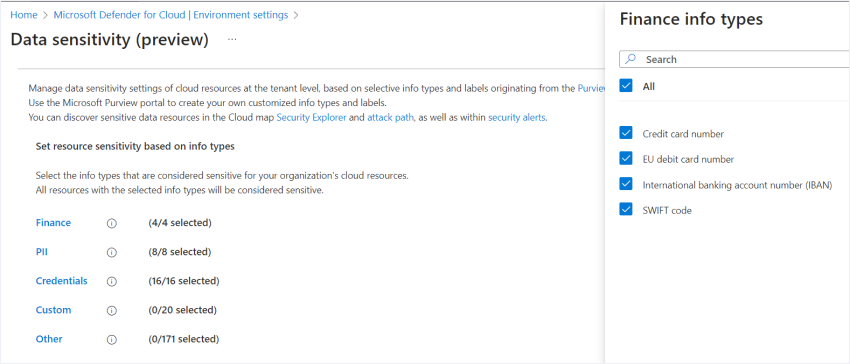 Home > Microsoft Defender for Cloud | Environment settings >
Data sensitivity (preview) ...
Manage data sensitivity settings of cloud resources at the tenant level, based on selective info types and labels originating from the
Use the Microsoft Purview portal to create your own customized info types and labels.
You can discover sensitive data resources in the Cloud map Security Explorer and attack path, as well as within security alerts.
Set resource sensitivity based on info types
Select the info types that are considered sensitive for your organization's cloud resources.
All resources with the selected info types will be considered sensitive.
Finance (4/4 selected)
PII (8/8 selected)
Credentials (16/16 selected)
Custom (0/20 selected)
Other (0/171 selected)
Finance info types
Search
All
Credit card number
EU debit card number
International banking account number (IBAN)
SWIFT code